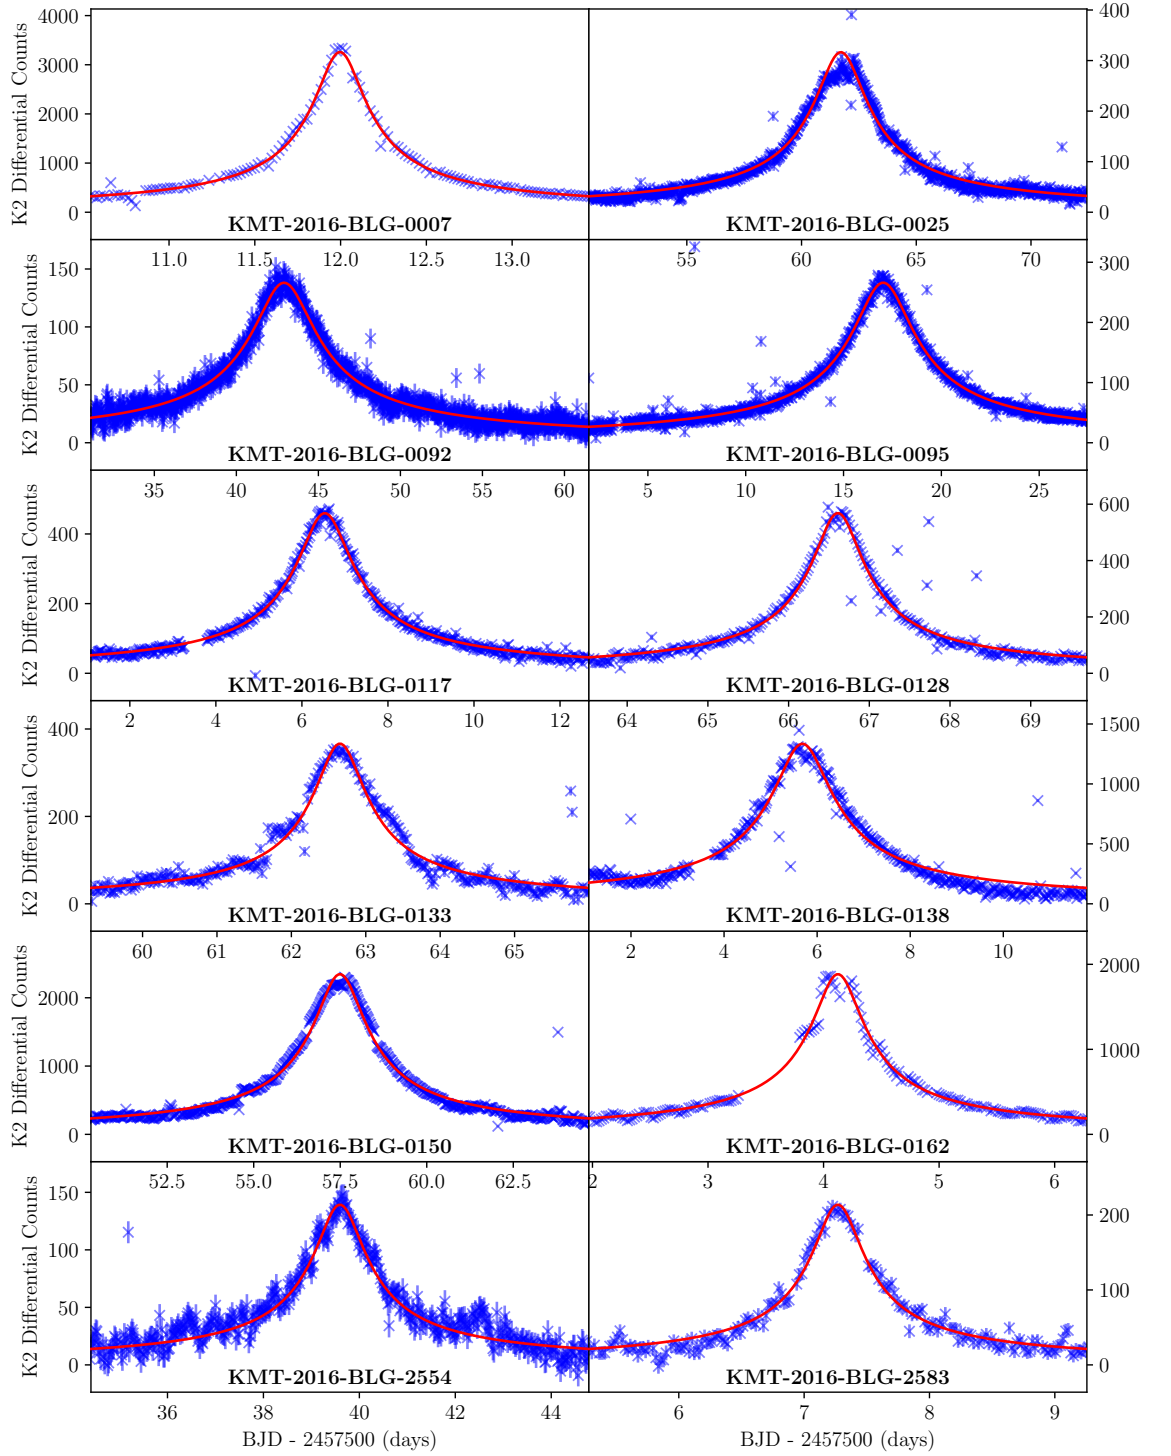 4000 3000 2000 1000 0
K2 Differential Counts
KMT-2016-BLG-0007
11.0 11.5 12.0 12.5 13.0
400 300 200 100 0
KMT-2016-BLG-0025
55 60 65 70
150 100 50 0
K2 Differential Counts
KMT-2016-BLG-0092
35 40 45 50 55 60
300 200 100 0
KMT-2016-BLG-0095
5 10 15 20 25
400 200 0
K2 Differential Counts
KMT-2016-BLG-0117
2 4 6 8 10 12
600 400 200 0
KMT-2016-BLG-0128
64 65 66 67 68 69
400 200 0
K2 Differential Counts
KMT-2016-BLG-0133
60 61 62 63 64 65
1500 1000 500 0
KMT-2016-BLG-0138
2 4 6 8 10
2000 1000 0
K2 Differential Counts
KMT-2016-BLG-0150
52.5 55.0 57.5 60.0 62.5
2000 1000 0
KMT-2016-BLG-0162
2 3 4 5 6
150 100 50 0
K2 Differential Counts
KMT-2016-BLG-2554
36 38 40 42 44
BJD - 2457500 (days)
200 100 0
KMT-2016-BLG-2583
6 7 8 9
BJD - 2457500 (days)